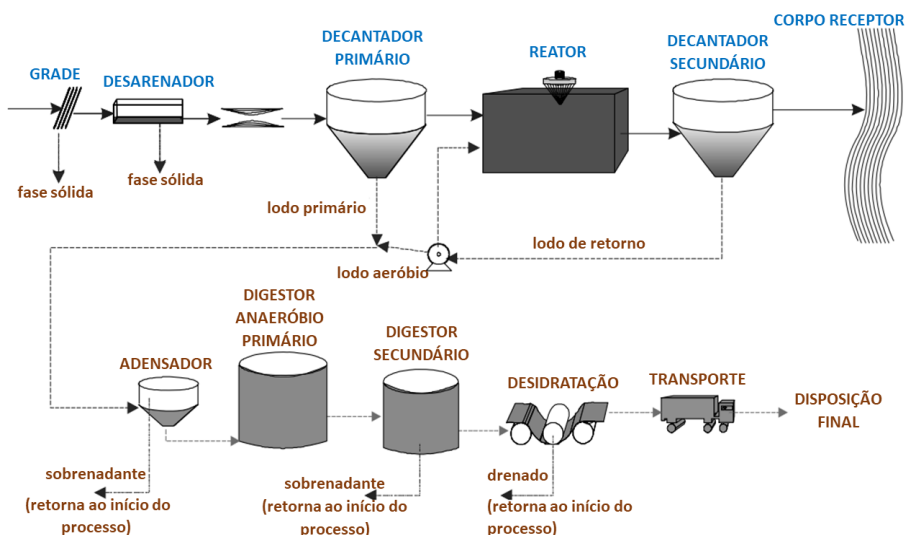 CORPO RECEPTOR
DECANTADOR
PRIMÁRIO
REATOR
DECANTADOR
SECUNDÁRIO
GRADE
DESARENADOR
fase sólida
fase sólida
lodo primário
lodo de retorno
lodo aeróbio
DIGESTOR
ANAERÓBIO
PRIMÁRIO
DIGESTOR
SECUNDÁRIO
ADENSADOR
DESIDRATAÇÃO
TRANSPORTE
DISPOSIÇÃO
FINAL
sobrenadante
(retorna ao início do
processo)
sobrenadante
(retorna ao início do
processo)
drenado
(retorna ao início do
processo)